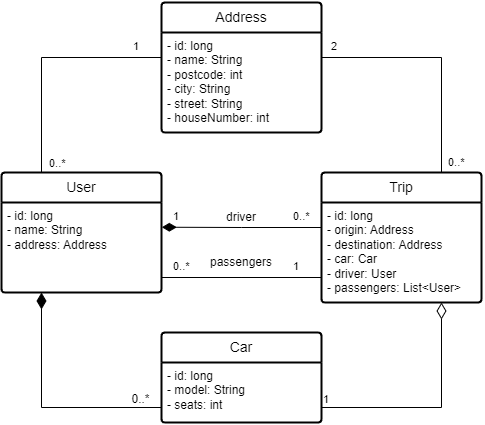 Address
- id: long
- name: String
- postcode: int
- city: String
- street: String
- houseNumber: int
1
2
0..*
0..*
User
- id: long
- name: String
- address: Address
1
driver
0..*
0..*
passengers
1
Trip
- id: long
- origin: Address
- destination: Address
- car: Car
- driver: User
- passengers: List<User>
Car
- id: long
- model: String
- seats: int
0..*
1